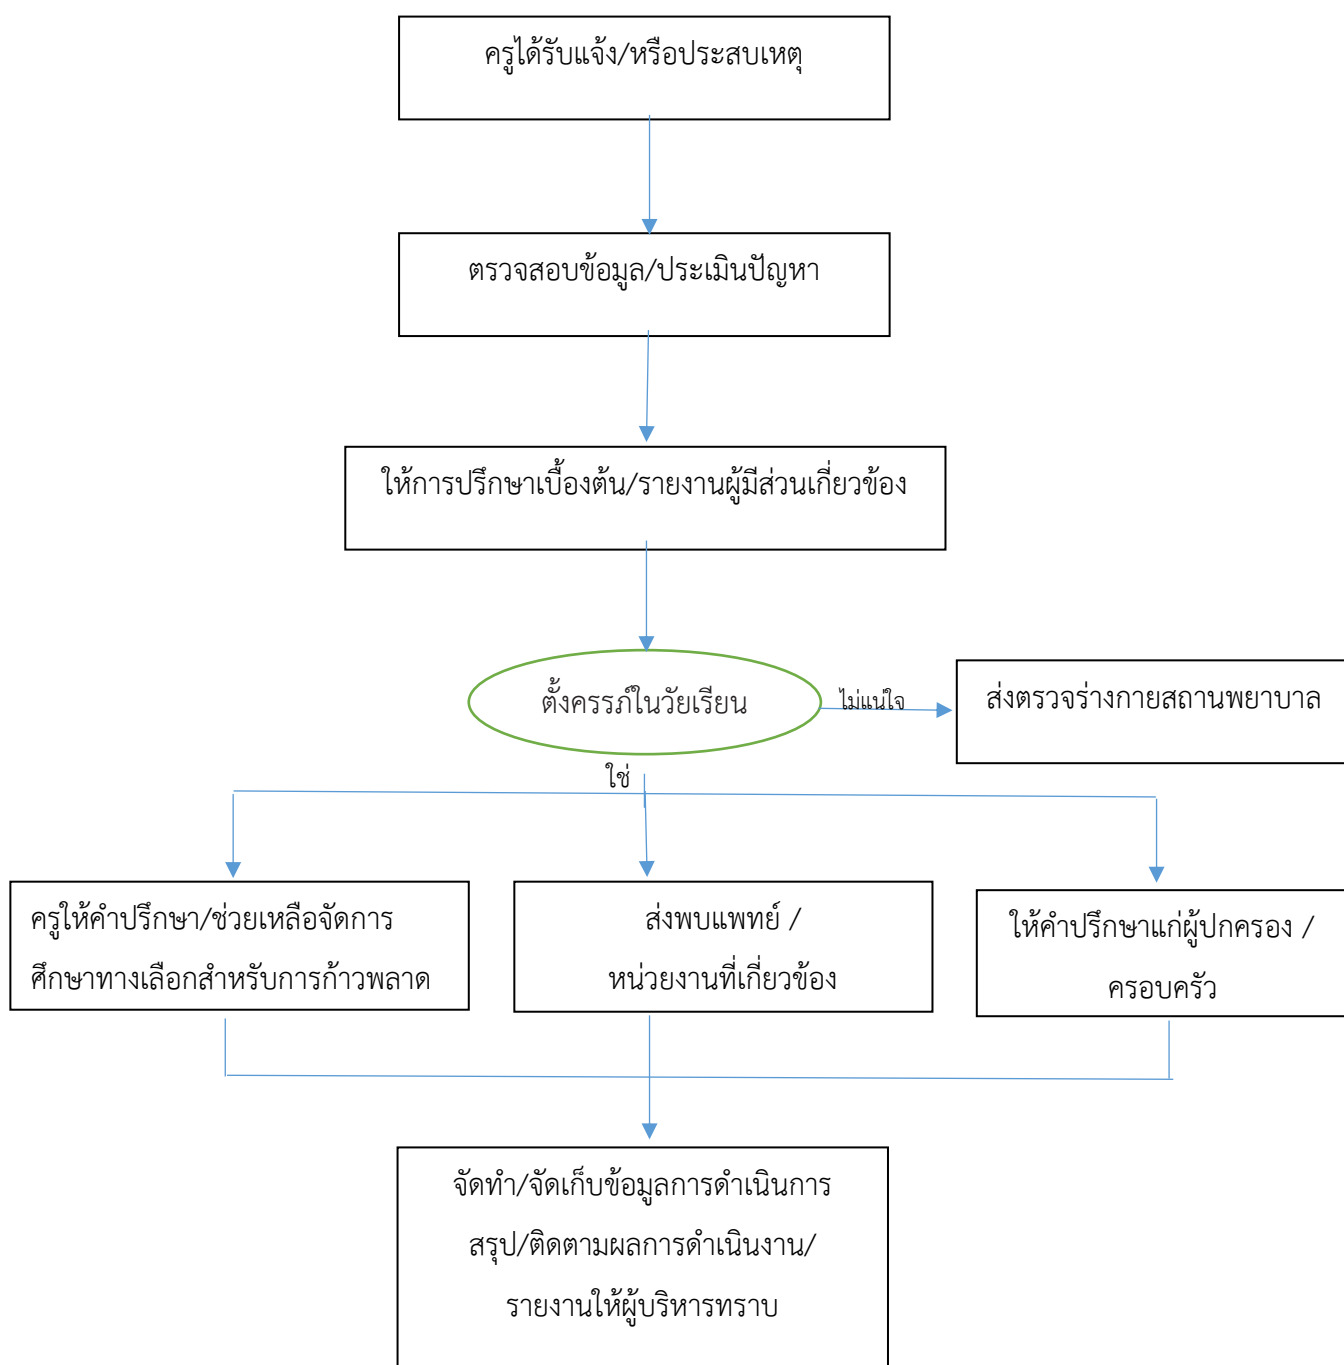 ครูได้รับแจ้ง/หรือประสบเหตุ
ตรวจสอบข้อมูล/ประเมินปัญหา
ให้การปรึกษาเบื้องต้น/รายงานผู้มีส่วนเกี่ยวข้อง
ตั้งครรภ์ในวัยเรียน
ไม่แน่ใจ
ส่งตรวจร่างกายสถานพยาบาล
ใช่
ครูให้คำปรึกษา/ช่วยเหลือจัดการ
ศึกษาทางเลือกสำหรับการก้าวพลาด
ส่งพบแพทย์ /
หน่วยงานที่เกี่ยวข้อง
ให้คำปรึกษาแก่ผู้ปกครอง /
ครอบครัว
จัดทำ/จัดเก็บข้อมูลการดำเนินการ
สรุป/ติดตามผลการดำเนินงาน/
รายงานให้ผู้บริหารทราบ